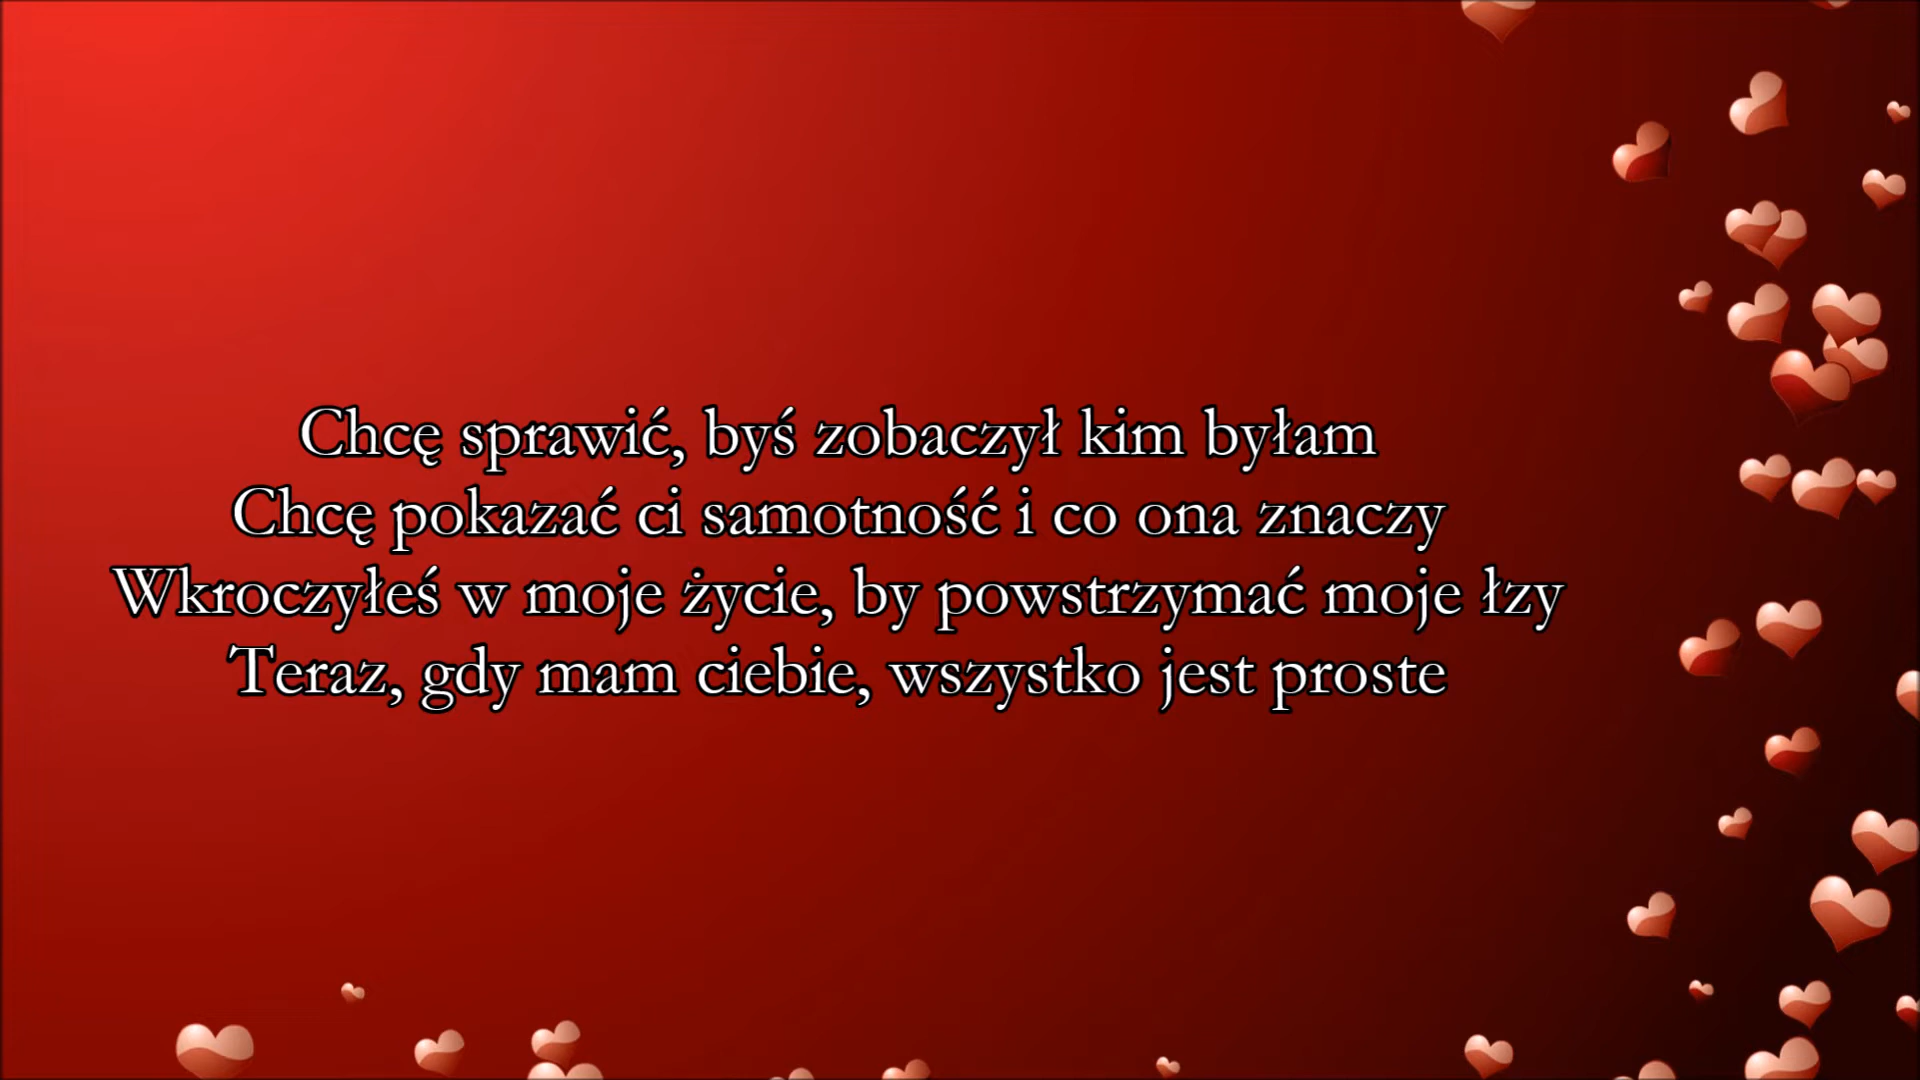 Chcę sprawić, byś zobaczył kim byłam
Chcę pokazać ci samotność i co ona znaczy
Wkroczyłeś w moje życie, by powstrzymać moje łzy
Teraz, gdy mam ciebie, wszystko jest proste